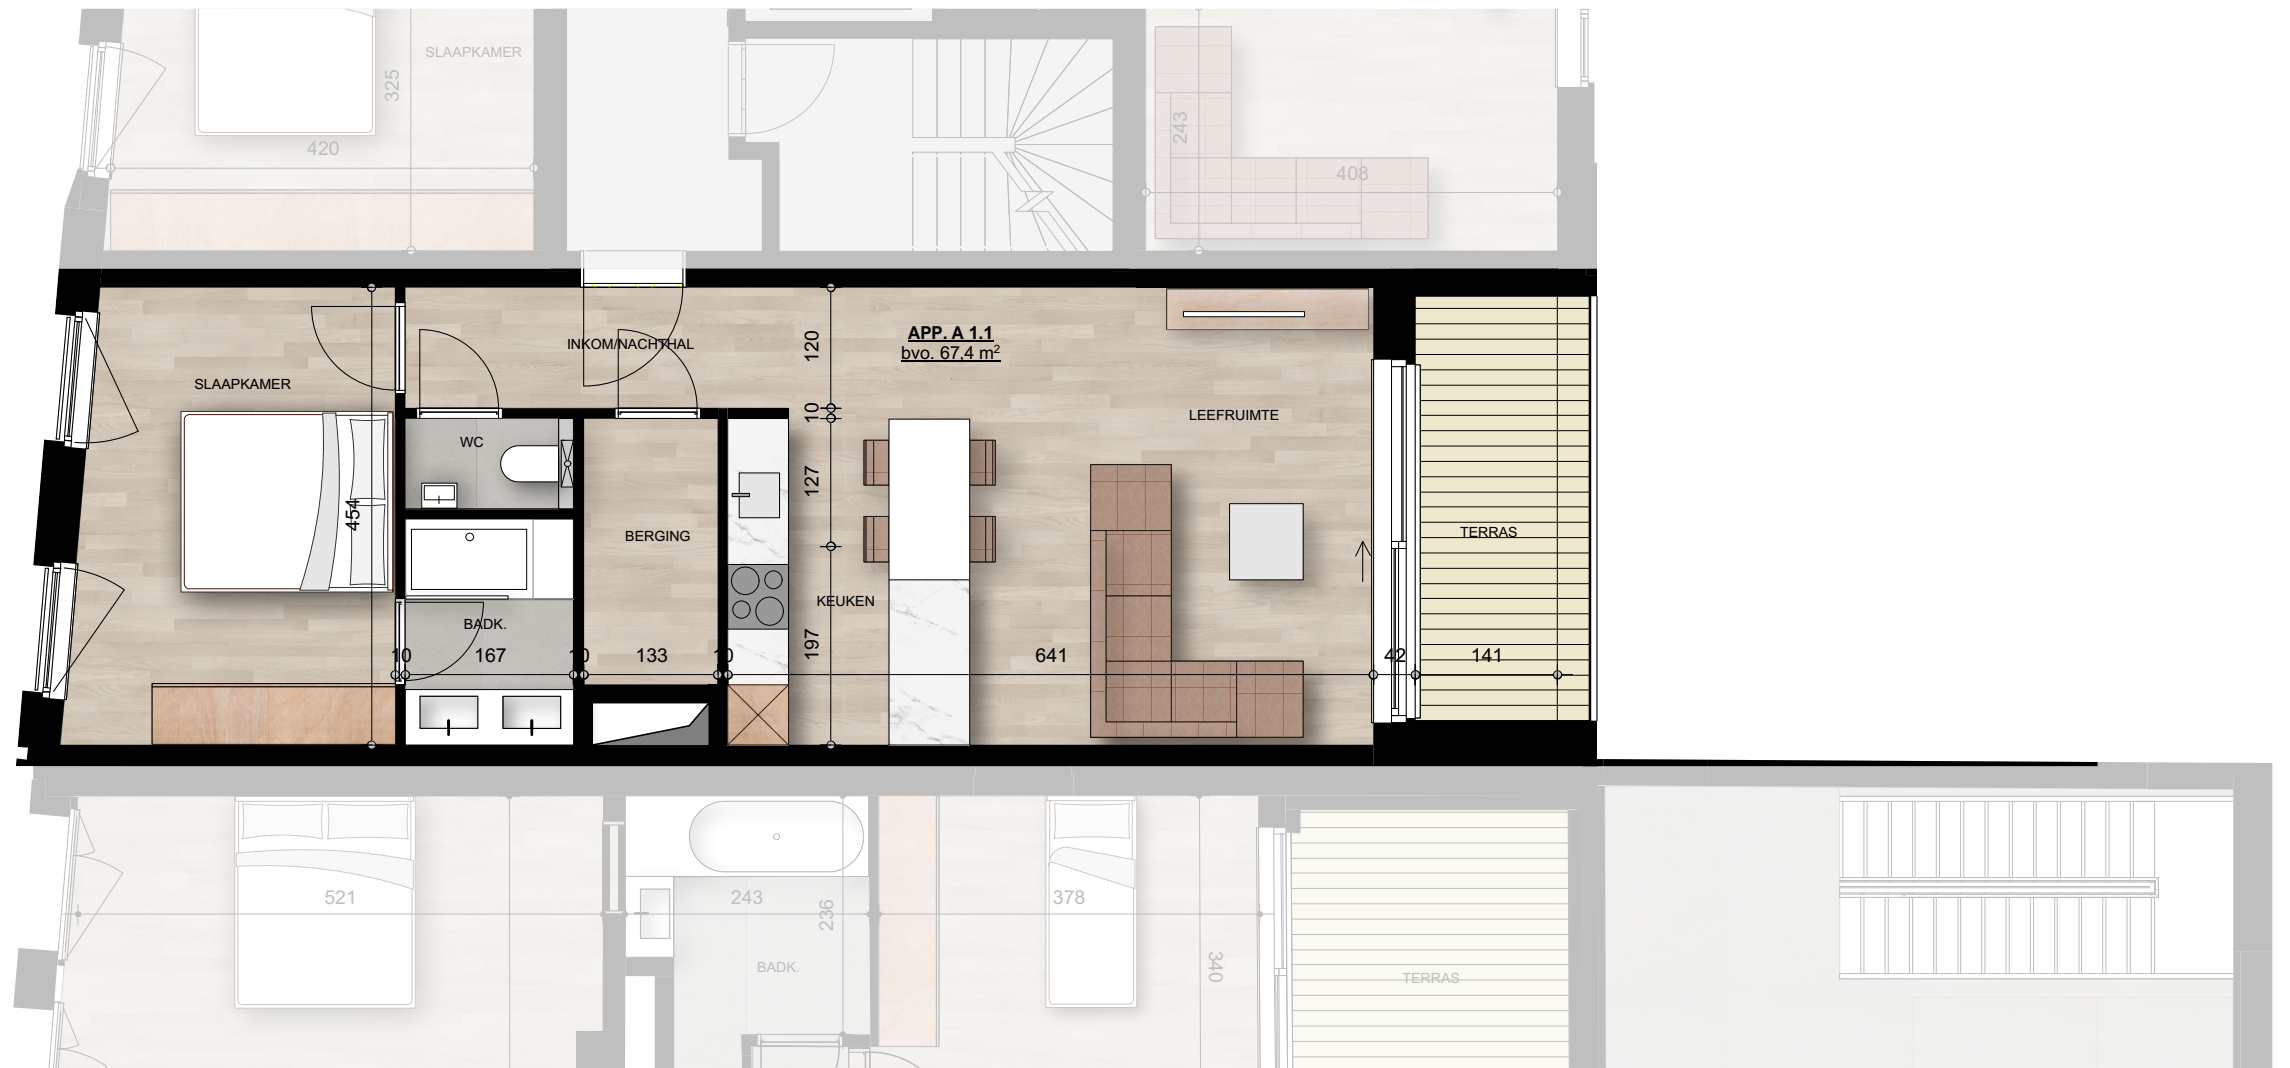 SLAAPKAMER
325
420
243
408
APP. A 1.1
bvo. 67,4 m²
INKOM/NACHTHAL
120
SLAAPKAMER
LEEFRUIMTE
10
WC
127
454
BERGING
TERRAS
KEUKEN
BADK.
197
10
167
10
133
10
641
42
141
521
243
236
378
BADK.
340
TERRAS